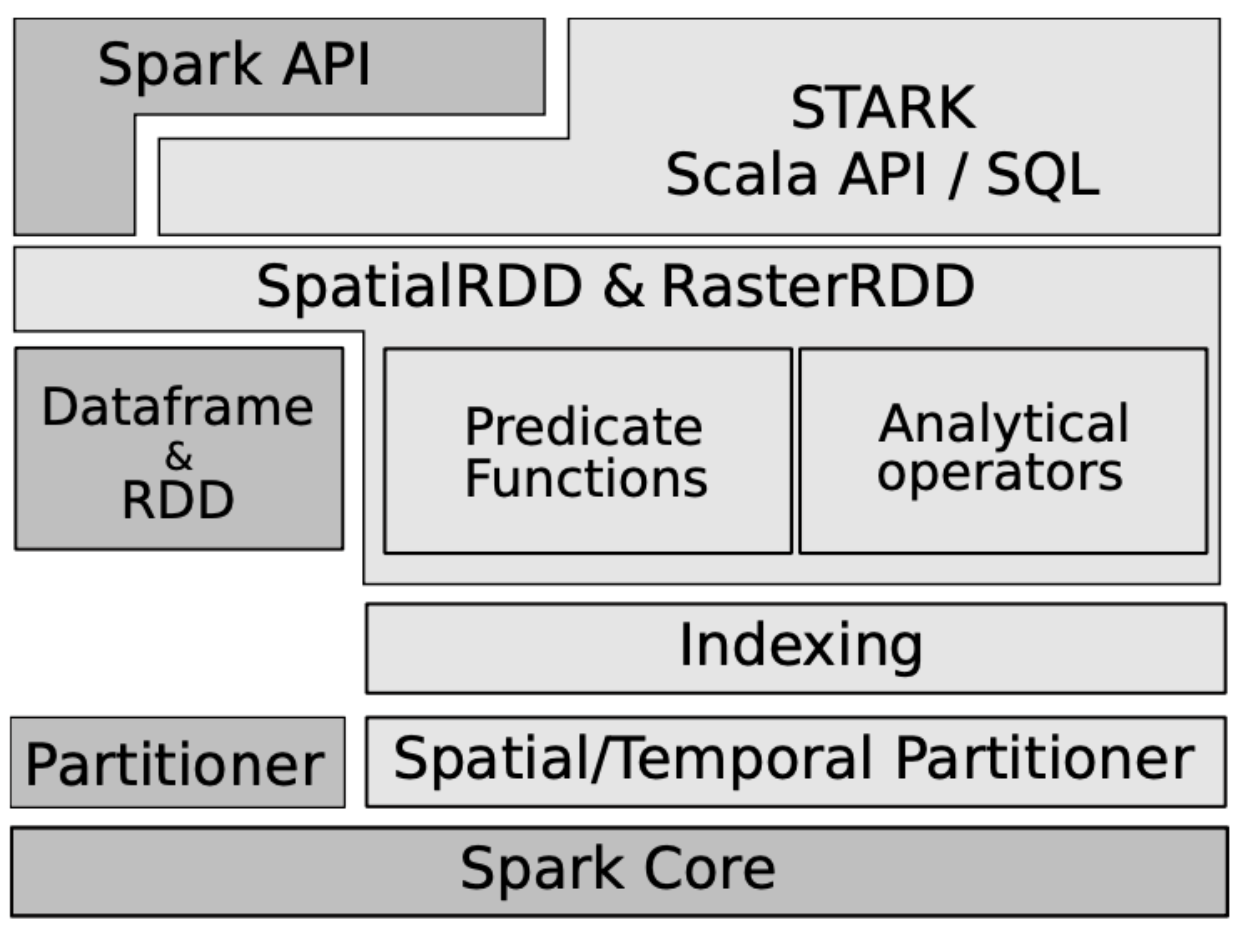 Spark API
STARK
Scala API / SQL
SpatialRDD & RasterRDD
Dataframe
&
RDD
Predicate
Functions
Analytical
operators
Indexing
Partitioner
Spatial/Temporal Partitioner
Spark Core